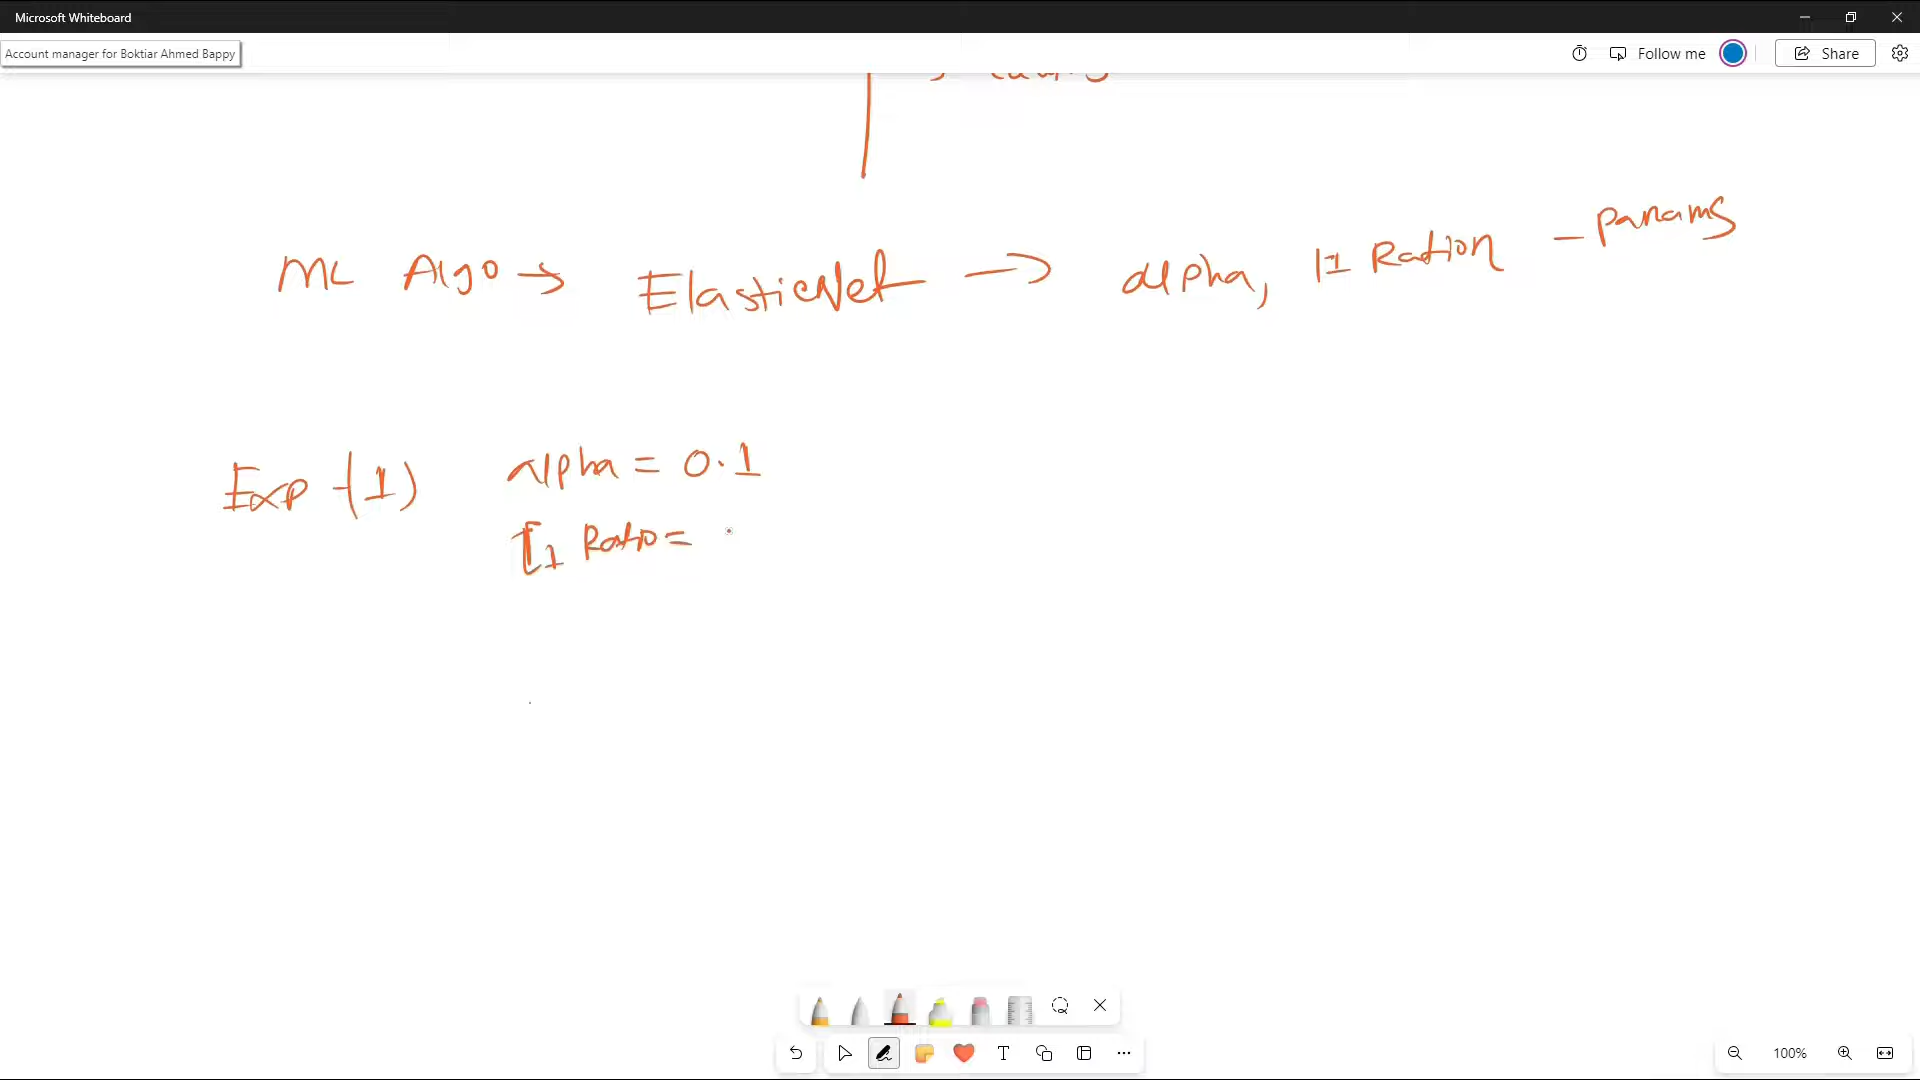 Microsoft Whiteboard
Account manager for Boktiar Ahmed Bappy
Follow me
Share
ML Algo → ElasticNet → alpha, l1 Ration - params
Exp - (1) alpha = 0.1
L1 Ratio =
100%